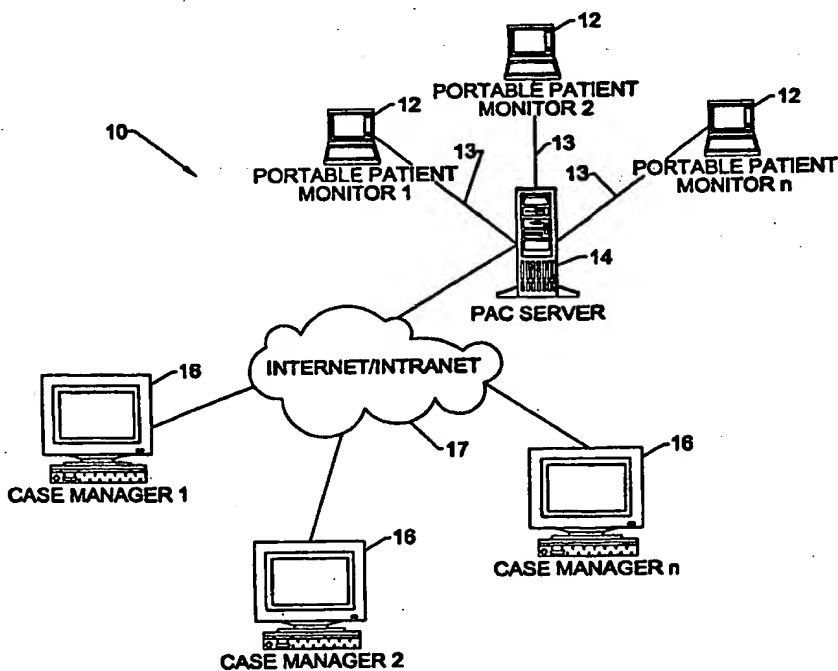 12
PORTABLE PATIENT
MONITOR 2
12
PORTABLE PATIENT
MONITOR 1
12
PORTABLE PATIENT
MONITOR n
10
13
13
13
14
PAC SERVER
INTERNET/INTRANET
17
16
CASE MANAGER 1
16
CASE MANAGER 2
16
CASE MANAGER n